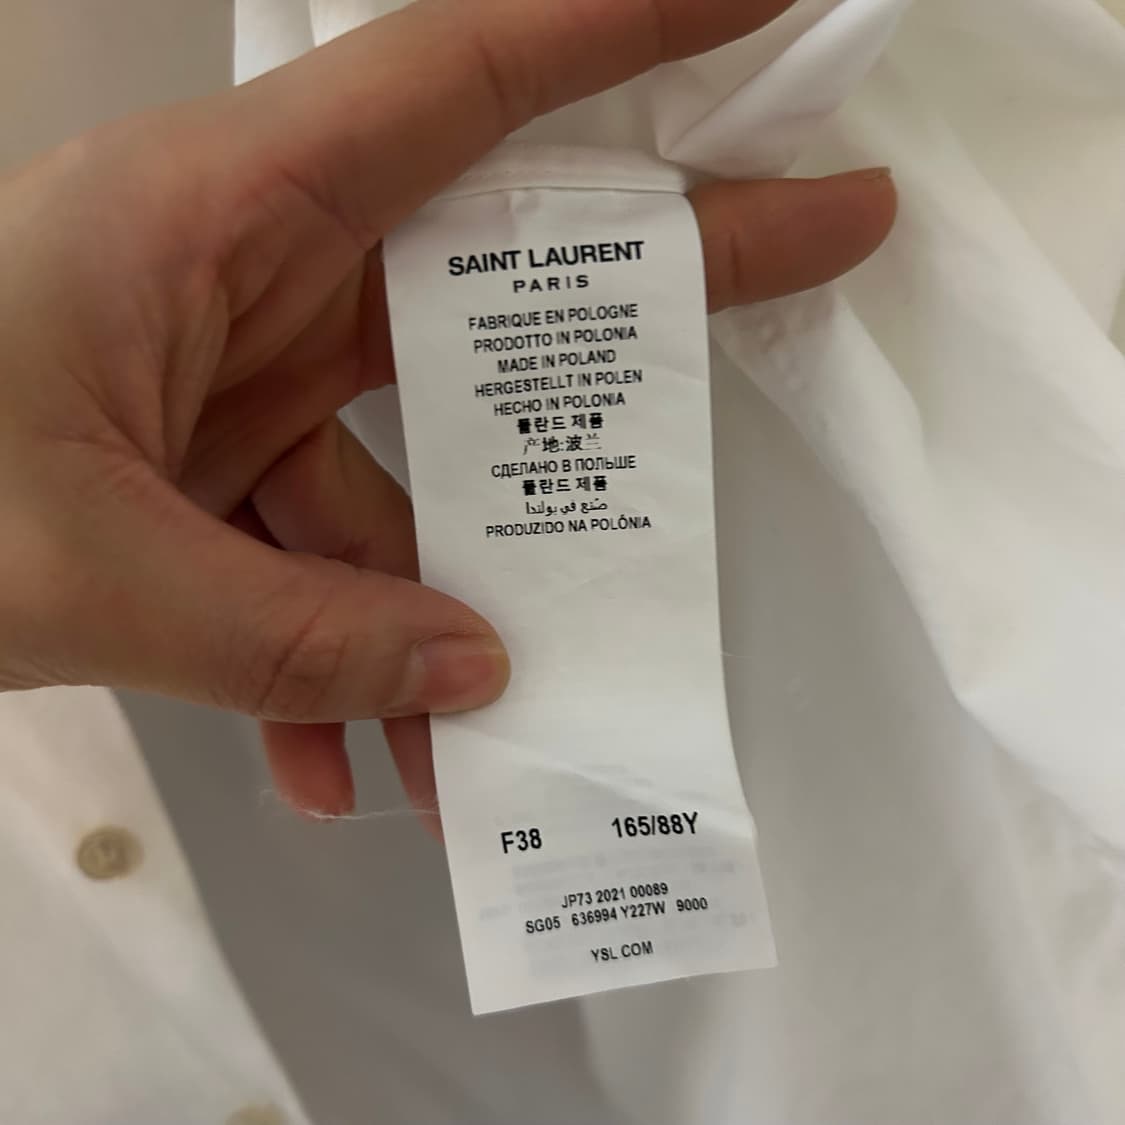 SAINT LAURENT
PARIS
FABRIQUE EN POLOGNE
PRODOTTO IN POLONIA
MADE IN POLAND
HERGESTELLT IN POLEN
HECHO IN POLONIA
폴란드 제품
产地:波兰
СДЕЛАНО В ПОЛЬШЕ
폴란드 제품
صُنع في بولندا
PRODUZIDO NA POLÓNIA
F38 165/88Y
JP73 2021 00089
SG05 636994 Y227W 9000
YSL.COM